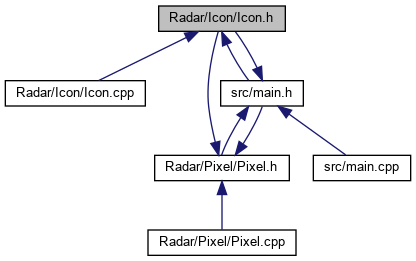 Radar/Icon/Icon.h
Radar/Icon/Icon.cpp
src/main.h
Radar/Pixel/Pixel.h
src/main.cpp
Radar/Pixel/Pixel.cpp